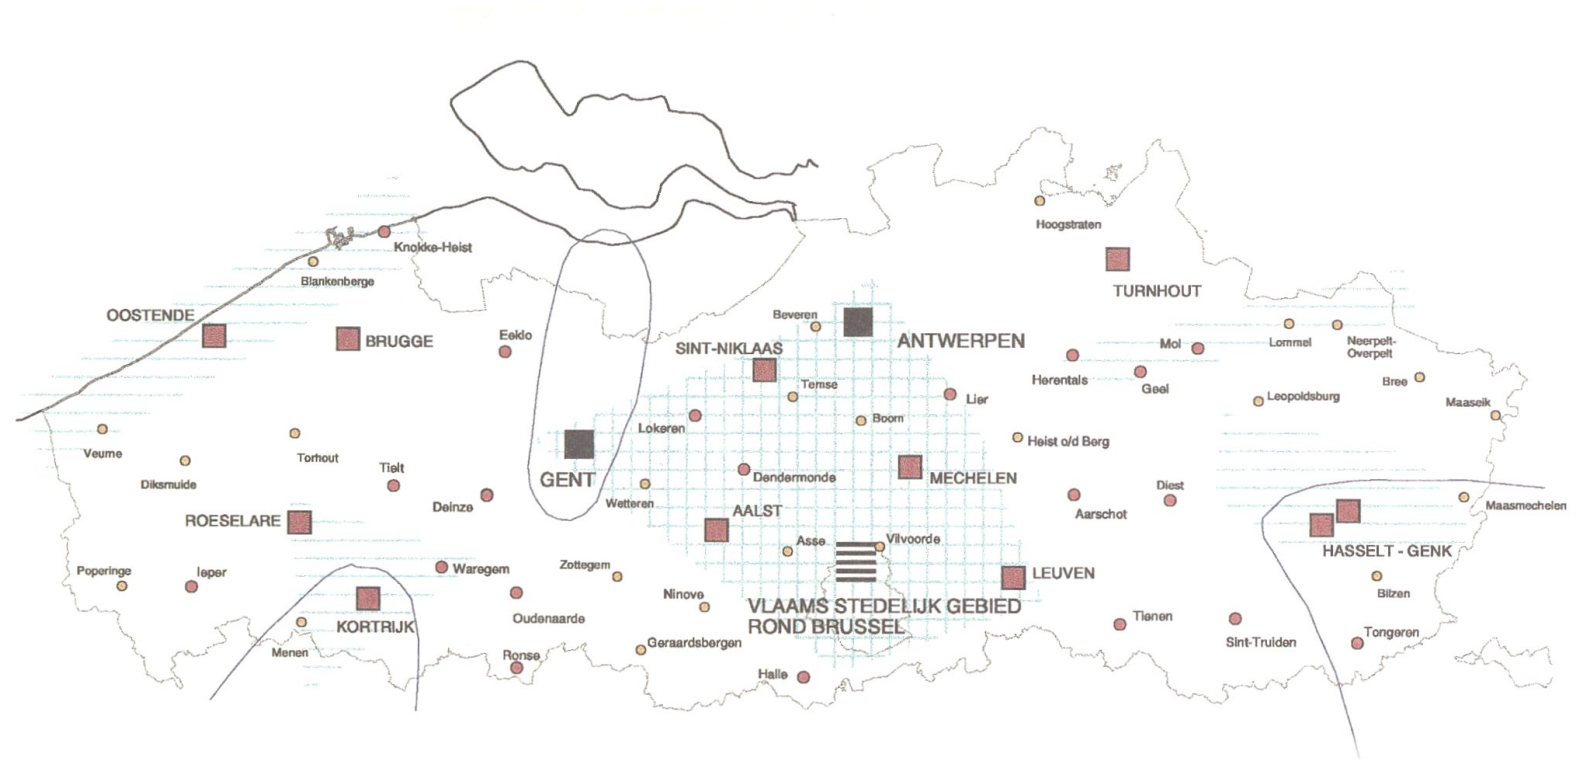 Hoogstraten
Knokke-Heist
Blankenberge
TURNHOUT
OOSTENDE
BRUGGE
Eeklo
Beveren
ANTWERPEN
SINT-NIKLAAS
Mol
Lommel
Neerpelt-
Overpelt
Herentals
Geel
Bree
Temse
Lier
Leopoldsburg
Maaseik
Lokeren
Boom
Heist o/d Berg
Veurne
Torhout
Diksmuide
Tielt
GENT
Dendermonde
MECHELEN
Deinze
Wetteren
Diest
Aarschot
Maasmechelen
ROESELARE
AALST
Asse
Vilvoorde
HASSELT - GENK
Poperinge
Ieper
Waregem
Zottegem
LEUVEN
Ninove
Bilzen
VLAAMS STEDELIJK GEBIED
ROND BRUSSEL
Oudenaarde
KORTRIJK
Tienen
Sint-Truiden
Tongeren
Menen
Geraardsbergen
Ronse
Halle